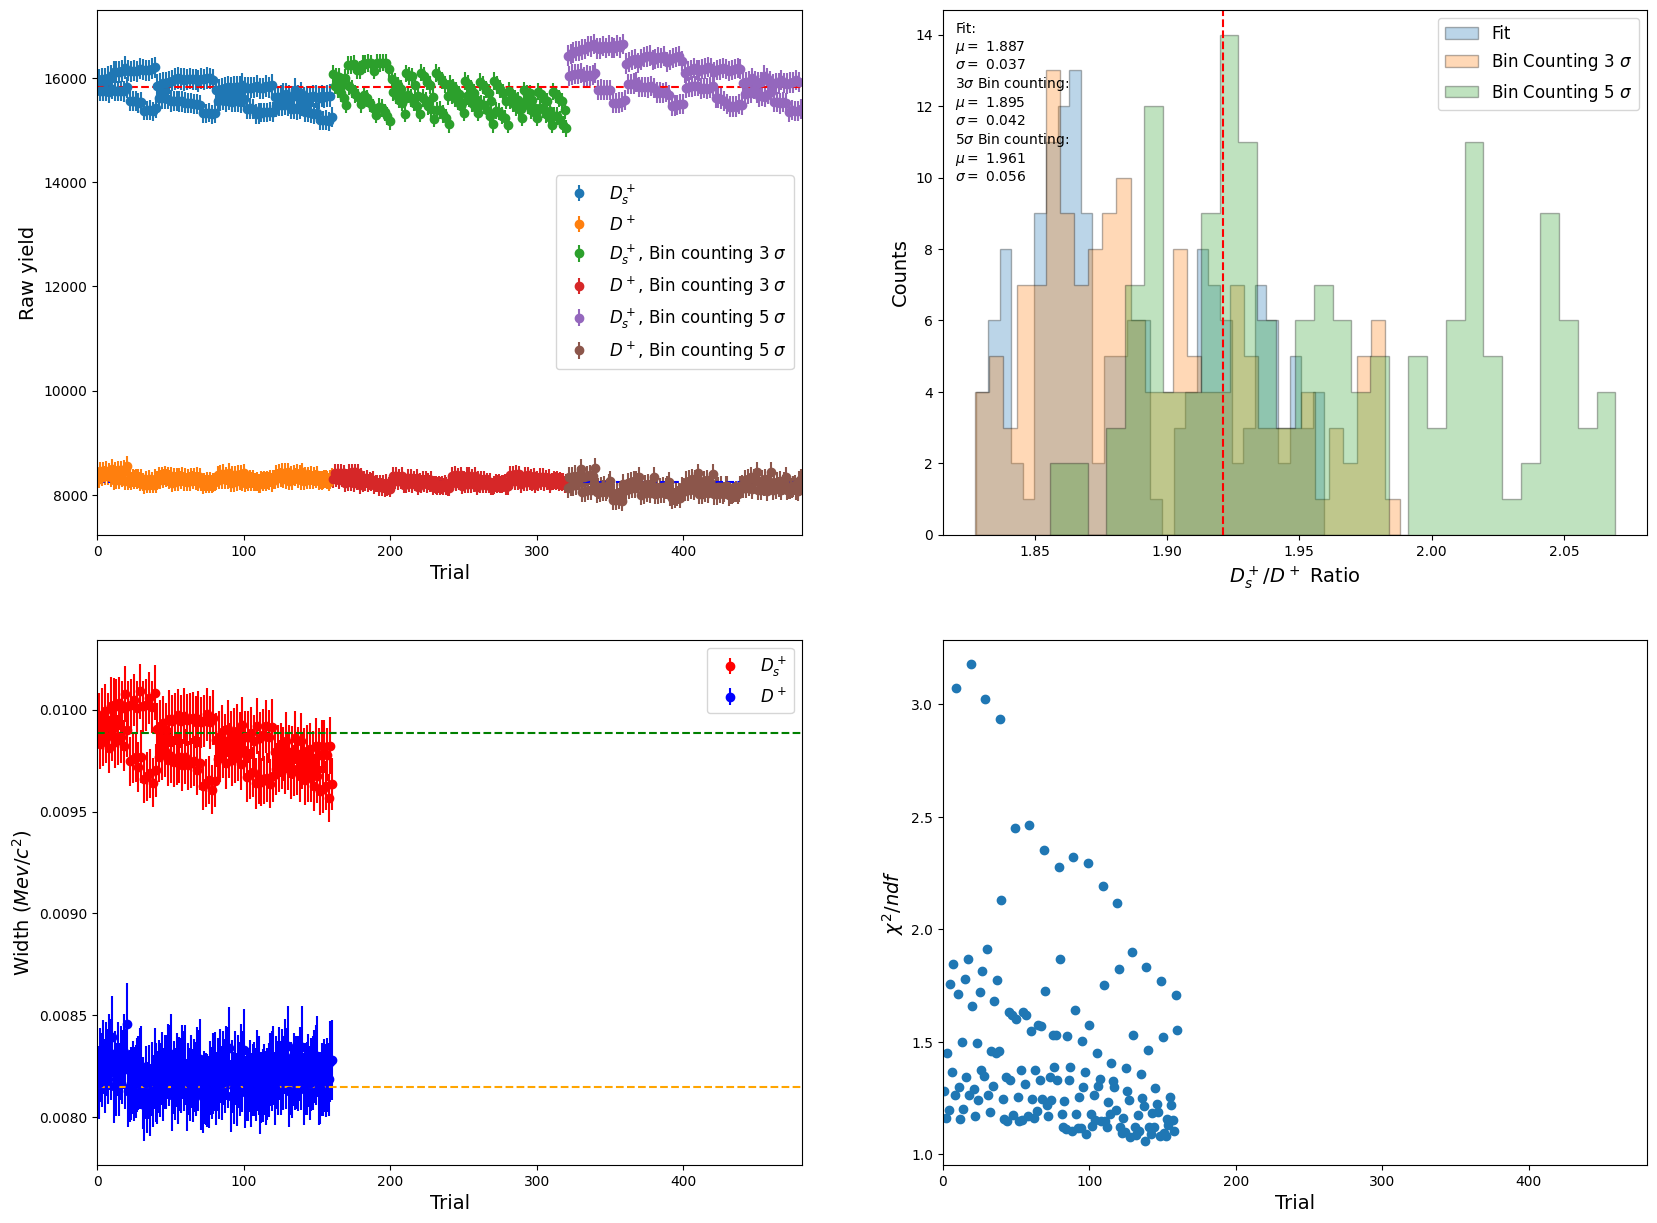 16000
14000
12000
10000
8000
Raw yield
0
100
200
300
400
Trial
$D_s^+$
$D^+$
$D_s^+$, Bin counting 3 σ
$D^+$, Bin counting 3 σ
$D_s^+$, Bin counting 5 σ
$D^+$, Bin counting 5 σ
14
12
10
8
6
4
2
0
Counts
1.85
1.90
1.95
2.00
2.05
$D_s^+/D^+$ Ratio
Fit:
μ = 1.887
σ = 0.037
3σ Bin counting:
μ = 1.895
σ = 0.042
5σ Bin counting:
μ = 1.961
σ = 0.056
Fit
Bin Counting 3 σ
Bin Counting 5 σ
0.0100
0.0095
0.0090
0.0085
0.0080
Width ($Mev/c^2$)
0
100
200
300
400
Trial
$D_s^+$
$D^+$
3.0
2.5
2.0
1.5
1.0
$\chi^2/ndf$
0
100
200
300
400
Trial